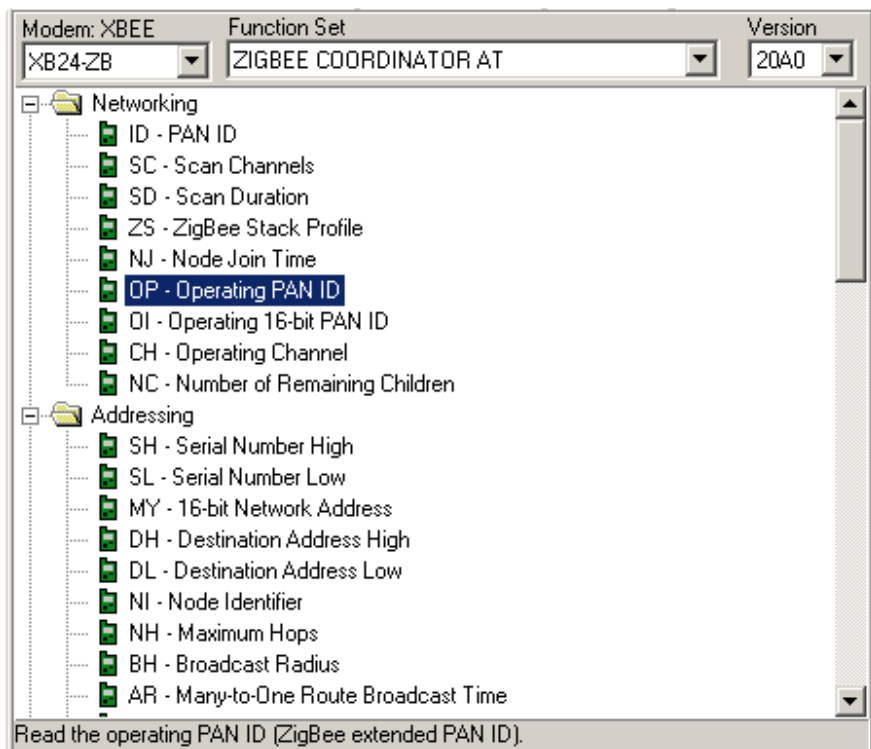 Modem: XBEE Function Set Version
XB24-ZB ZIGBEE COORDINATOR AT 20A0
Networking
ID - PAN ID
SC - Scan Channels
SD - Scan Duration
ZS - ZigBee Stack Profile
NJ - Node Join Time
OP - Operating PAN ID
OI - Operating 16-bit PAN ID
CH - Operating Channel
NC - Number of Remaining Children
Addressing
SH - Serial Number High
SL - Serial Number Low
MY - 16-bit Network Address
DH - Destination Address High
DL - Destination Address Low
NI - Node Identifier
NH - Maximum Hops
BH - Broadcast Radius
AR - Many-to-One Route Broadcast Time
Read the operating PAN ID (ZigBee extended PAN ID).